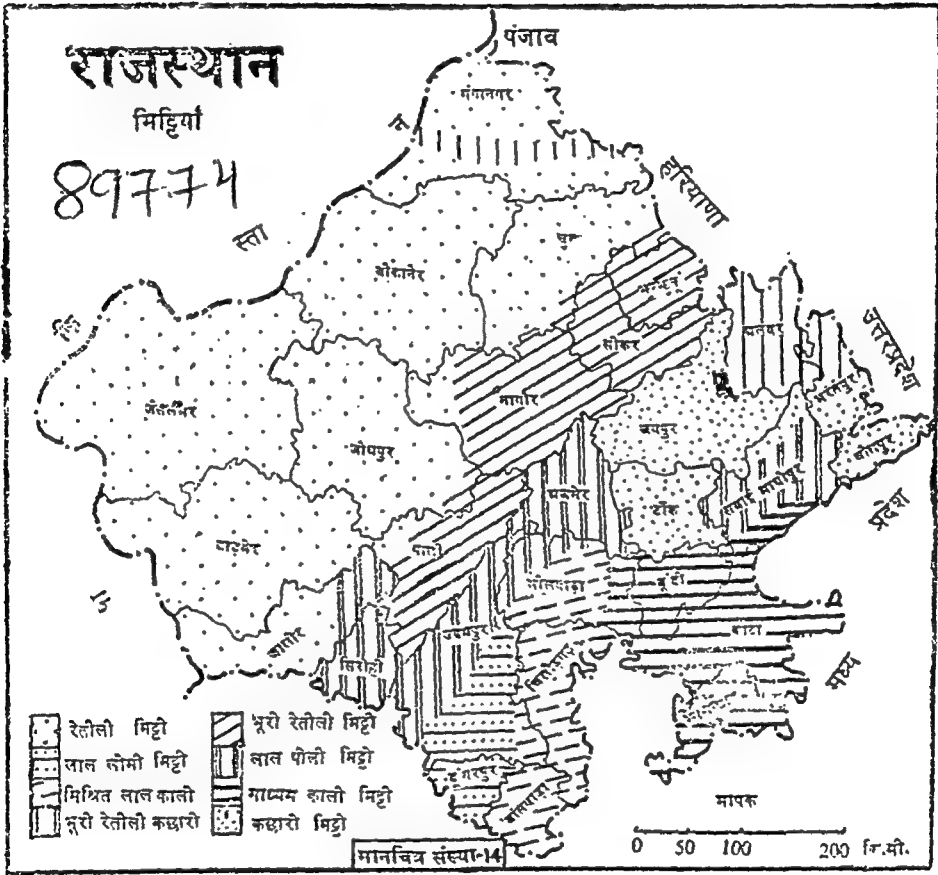 राजस्थान
मिट्टियाँ
89774
पंजाब
हरियाणा
उत्तरप्रदेश
मध्य
प्रदेश
स्ता
न
गंगानगर
बीकानेर
चुरू
झुन्झुनूं
सीकर
अलवर
भरतपुर
धौलपुर
जैसलमेर
जोधपुर
नागौर
जयपुर
सवाई माधोपुर
अजमेर
टोंक
बाड़मेर
पाली
भीलवाड़ा
बून्दी
कोटा
जालोर
सिरोही
उदयपुर
चित्तौड़गढ़
डूंगरपुर
बांसवाड़ा
रेतीली मिट्टी
लाल लोमी मिट्टी
मिश्रित लाल काली
भूरी रेतीली कछारी
भूरी रेतीली मिट्टी
लाल पीली मिट्टी
माध्यम काली मिट्टी
कछारी मिट्टी
मापक
0 50 100 200 कि.मी.
मानचित्र संख्या-14